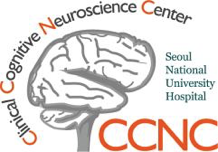 Clinical Cognitive Neuroscience Center
Seoul
National
University
Hospital
CCNC